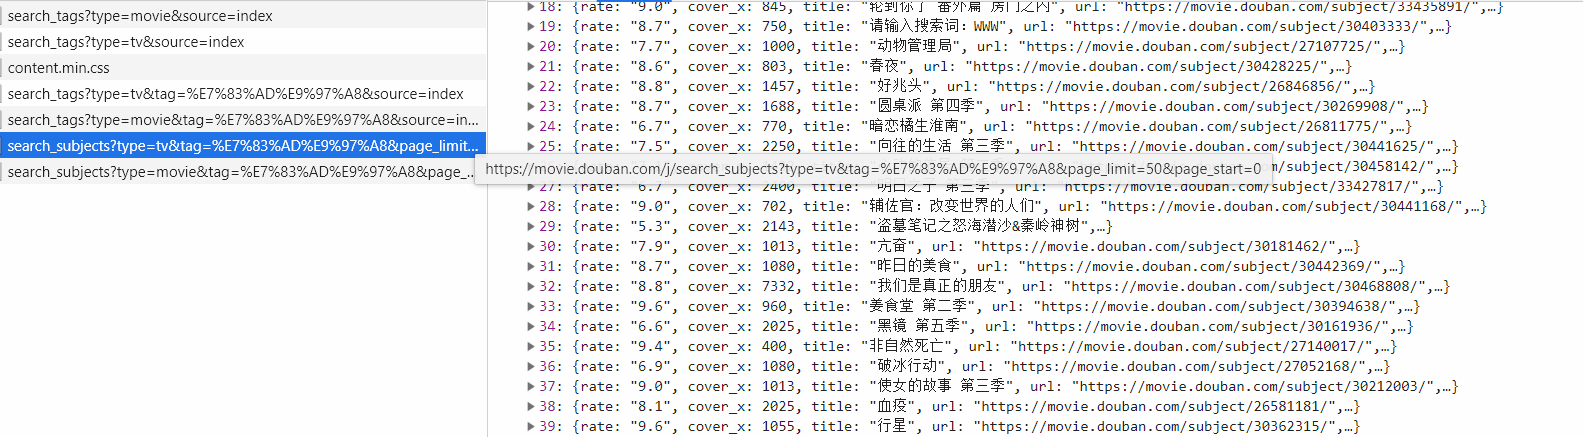 search_tags?type=movie&source=index
search_tags?type=tv&source=index
content.min.css
search_tags?type=tv&tag=%E7%83%AD%E9%97%A8&source=index
search_tags?type=movie&tag=%E7%83%AD%E9%97%A8&source=in...
search_subjects?type=tv&tag=%E7%83%AD%E9%97%A8&page_limit...
search_subjects?type=movie&tag=%E7%83%AD%E9%97%A8&page_...
https://movie.douban.com/j/search_subjects?type=tv&tag=%E7%83%AD%E9%97%A8&page_limit=50&page_start=0
18: {rate: "9.0", cover_x: 845, title: "轮到你了 番外篇 房门之内", url: "https://movie.douban.com/subject/33435891/",…}
19: {rate: "8.7", cover_x: 750, title: "请输入搜索词：WWW", url: "https://movie.douban.com/subject/30403333/",…}
20: {rate: "7.7", cover_x: 1000, title: "动物管理局", url: "https://movie.douban.com/subject/27107725/",…}
21: {rate: "8.6", cover_x: 803, title: "春夜", url: "https://movie.douban.com/subject/30428225/",…}
22: {rate: "8.8", cover_x: 1457, title: "好兆头", url: "https://movie.douban.com/subject/26846856/",…}
23: {rate: "8.7", cover_x: 1688, title: "圆桌派 第四季", url: "https://movie.douban.com/subject/30269908/",…}
24: {rate: "6.7", cover_x: 770, title: "暗恋橘生淮南", url: "https://movie.douban.com/subject/26811775/",…}
25: {rate: "7.5", cover_x: 2250, title: "向往的生活 第三季", url: "https://movie.douban.com/subject/30441625/",…}
/30458142/",…}
27: {rate: "6.7", cover_x: 2400, title: "明日之子 第三季", url: "https://movie.douban.com/subject/33427817/",…}
28: {rate: "9.0", cover_x: 702, title: "辅佐官：改变世界的人们", url: "https://movie.douban.com/subject/30441168/",…}
29: {rate: "5.3", cover_x: 2143, title: "盗墓笔记之怒海潜沙&秦岭神树",…}
30: {rate: "7.9", cover_x: 1013, title: "亢奋", url: "https://movie.douban.com/subject/30181462/",…}
31: {rate: "8.7", cover_x: 1080, title: "昨日的美食", url: "https://movie.douban.com/subject/30442369/",…}
32: {rate: "8.8", cover_x: 7332, title: "我们是真正的朋友", url: "https://movie.douban.com/subject/30468808/",…}
33: {rate: "9.6", cover_x: 960, title: "姜食堂 第二季", url: "https://movie.douban.com/subject/30394638/",…}
34: {rate: "6.6", cover_x: 2025, title: "黑镜 第五季", url: "https://movie.douban.com/subject/30161936/",…}
35: {rate: "9.4", cover_x: 400, title: "非自然死亡", url: "https://movie.douban.com/subject/27140017/",…}
36: {rate: "6.9", cover_x: 1080, title: "破冰行动", url: "https://movie.douban.com/subject/27052168/",…}
37: {rate: "9.0", cover_x: 1013, title: "使女的故事 第三季", url: "https://movie.douban.com/subject/30212003/",…}
38: {rate: "8.1", cover_x: 2025, title: "血疫", url: "https://movie.douban.com/subject/26581181/",…}
39: {rate: "9.6", cover_x: 1055, title: "行星", url: "https://movie.douban.com/subject/30362315/",…}